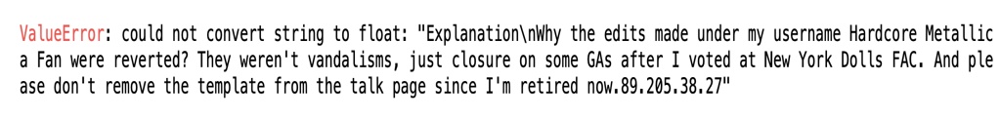 ValueError: could not convert string to float: "Explanation\nWhy the edits made under my username Hardcore Metallic
a Fan were reverted? They weren't vandalisms, just closure on some GAs after I voted at New York Dolls FAC. And ple
ase don't remove the template from the talk page since I'm retired now.89.205.38.27"